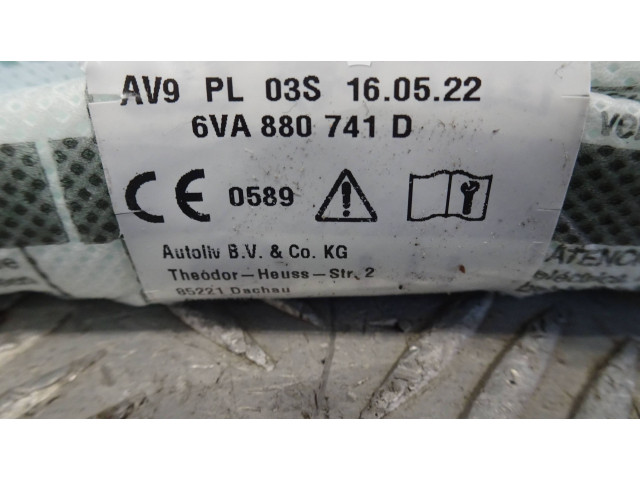 AV9 PL 03S 16.05.22
6VA 880 741 D
CE 0589
Autoliv B.V. & Co. KG
Theodor-Heuss-Str. 2
85221 Dachau
ATENC